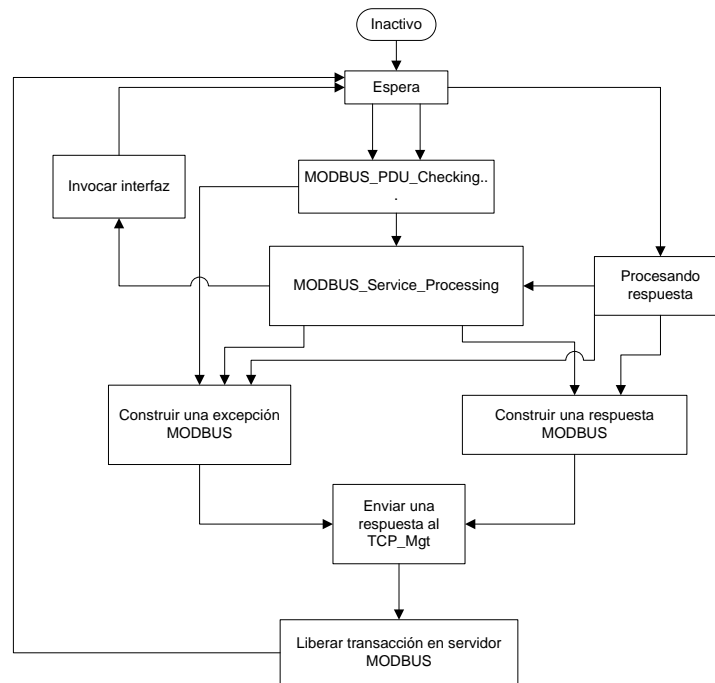 Inactivo
Espera
MODBUS_PDU_Checking..
.
Invocar interfaz
MODBUS_Service_Processing
Procesando
respuesta
Construir una excepción
MODBUS
Construir una respuesta
MODBUS
Enviar una
respuesta al
TCP_Mgt
Liberar transacción en servidor
MODBUS